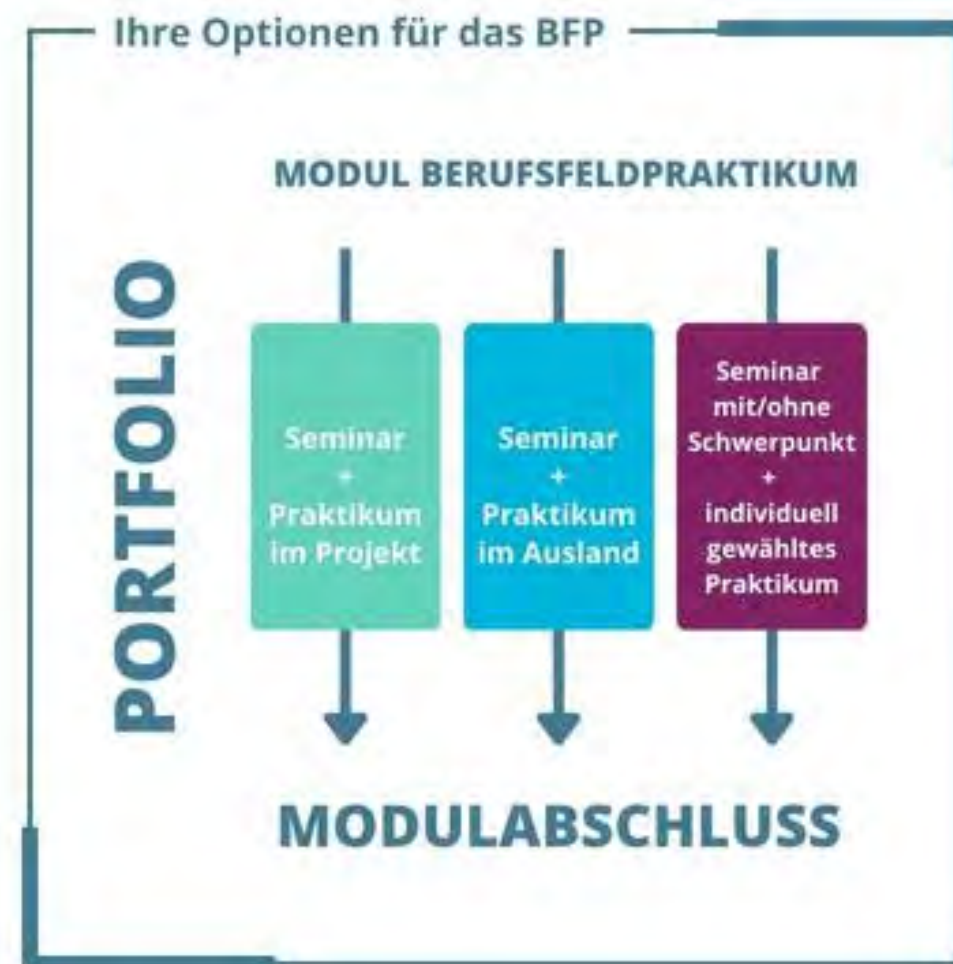 Ihre Optionen für das BFP
MODUL BERUFSFELDPRAKTIKUM
PORTFOLIO
Seminar
+
Praktikum
im Projekt
Seminar
+
Praktikum
im Ausland
Seminar
mit/ohne
Schwerpunkt
+
individuell
gewähltes
Praktikum
MODULABSCHLUSS